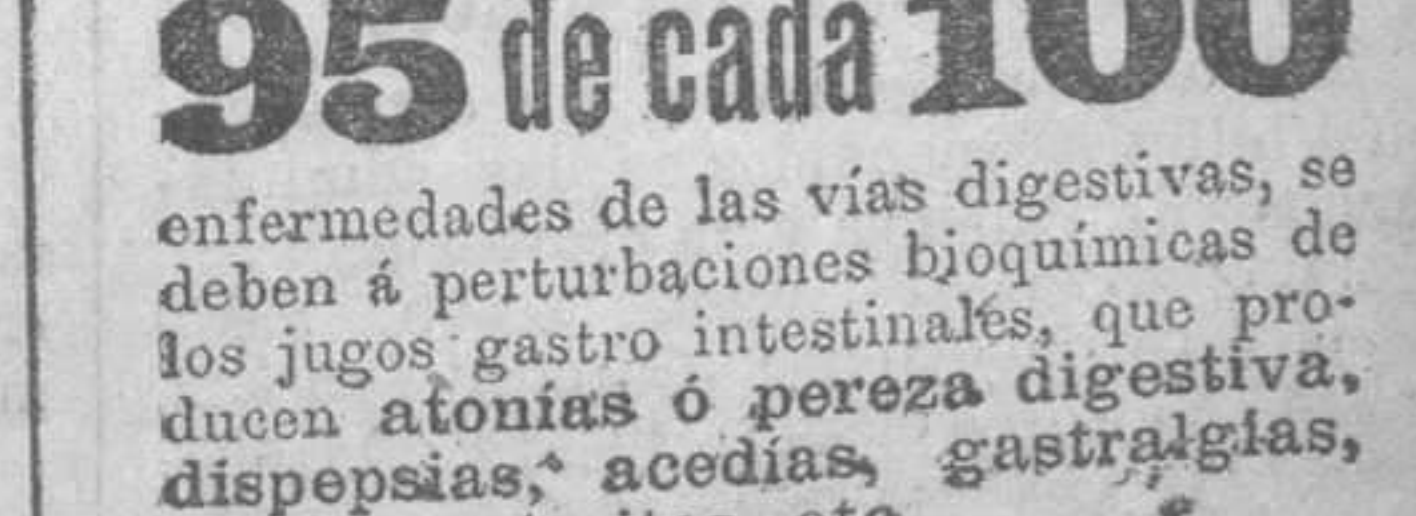 95 de cada 100
enfermedades de las vías digestivas, se
deben á perturbaciones bioquímicas de
los jugos gastro intestinales, que pro-
ducen atonías ó pereza digestiva,
dispepsias, acedías, gastralgias,